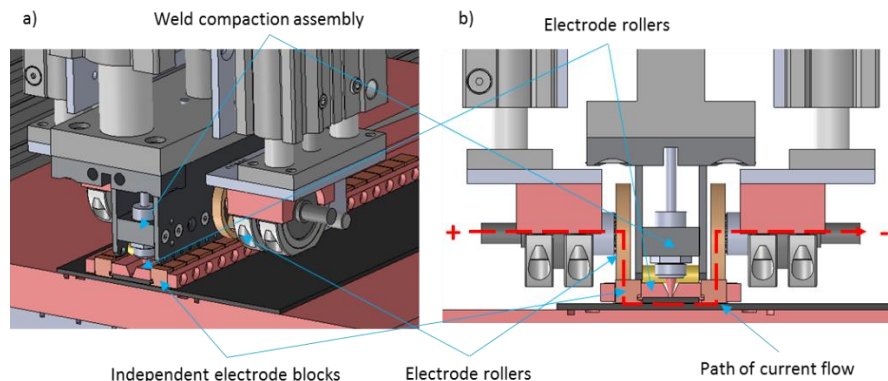 a)
Weld compaction assembly
Electrode rollers
b)
+
-
Independent electrode blocks
Electrode rollers
Path of current flow